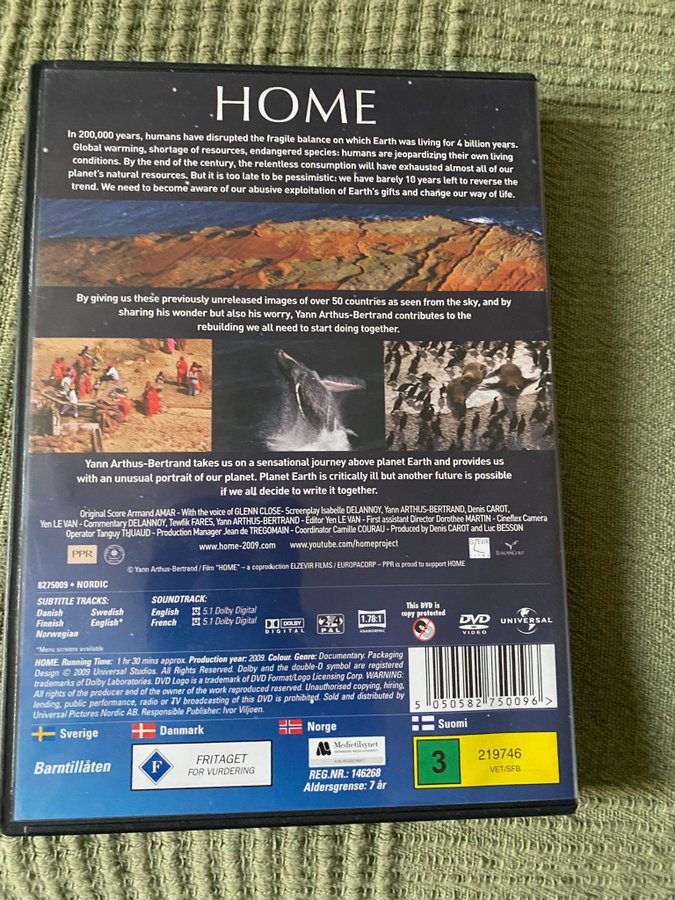 HOME
In 200,000 years, humans have disrupted the fragile balance on which Earth was living for 4 billion years.
Global warming, shortage of resources, endangered species: humans are jeopardizing their own living
conditions. By the end of the century, the relentless consumption will have exhausted almost all of our
planet's natural resources. But it is too late to be pessimistic: we have barely 10 years left to reverse the
trend. We need to become aware of our abusive exploitation of Earth's gifts and change our way of life.
By giving us these previously unreleased images of over 50 countries as seen from the sky, and by
sharing his wonder but also his worry, Yann Arthus-Bertrand contributes to the
rebuilding we all need to start doing together.
Yann Arthus-Bertrand takes us on a sensational journey above planet Earth and provides us
with an unusual portrait of our planet. Planet Earth is critically ill but another future is possible
if we all decide to write it together.
Original Score Armand AMAR - With the voice of GLENN CLOSE- Screenplay Isabelle DELANNOY, Yann ARTHUS-BERTRAND, Denis CAROT,
Yen LE VAN - Commentary DELANNOY, Tewfik FARES, Yann ARTHUS-BERTRAND - Editor Yen LE VAN - First assistant Director Dorothee MARTIN - Cineflex Camera
Operator Tanguy THUAUD - Production Manager Jean de TREGOMAIN - Coordinator Camille COURAU - Produced by Denis CAROT and Luc BESSON
PPR
www.home-2009.com
www.youtube.com/homeproject
ELZEVIR
EUROPACORP
© Yann Arthus-Bertrand / Film "HOME" – a coproduction ELZEVIR FILMS / EUROPACORP – PPR is proud to support HOME
8275009 • NORDIC
SUBTITLE TRACKS:
Danish Swedish
Finnish English*
Norwegian
*Menu screens available
SOUNDTRACK:
English 5.1 Dolby Digital
French 5.1 Dolby Digital
DOLBY
DIGITAL
2,4
PAL
1.78:1
ANAMORPHIC
This DVD is
copy protected
DVD
VIDEO
UNIVERSAL
HOME. Running Time: 1 hr 30 mins approx. Production year: 2009. Colour. Genre: Documentary. Packaging
Design © 2009 Universal Studios. All Rights Reserved. Dolby and the double-D symbol are registered
trademarks of Dolby Laboratories. DVD Logo is a trademark of DVD Format/Logo Licensing Corp. WARNING:
All rights of the producer and of the owner of the work reproduced reserved. Unauthorised copying, hiring,
lending, public performance, radio or TV broadcasting of this DVD is prohibited. Sold and distributed by
Universal Pictures Nordic AB. Responsible Publisher: Ivor Viljoen.
5 050582 750096 >
Sverige
Barntillåten
Danmark
F
FRITAGET
FOR VURDERING
Norge
M
Medietilsynet
REG.NR.: 146268
Aldersgrense: 7 år
Suomi
3
219746
VET/SFB